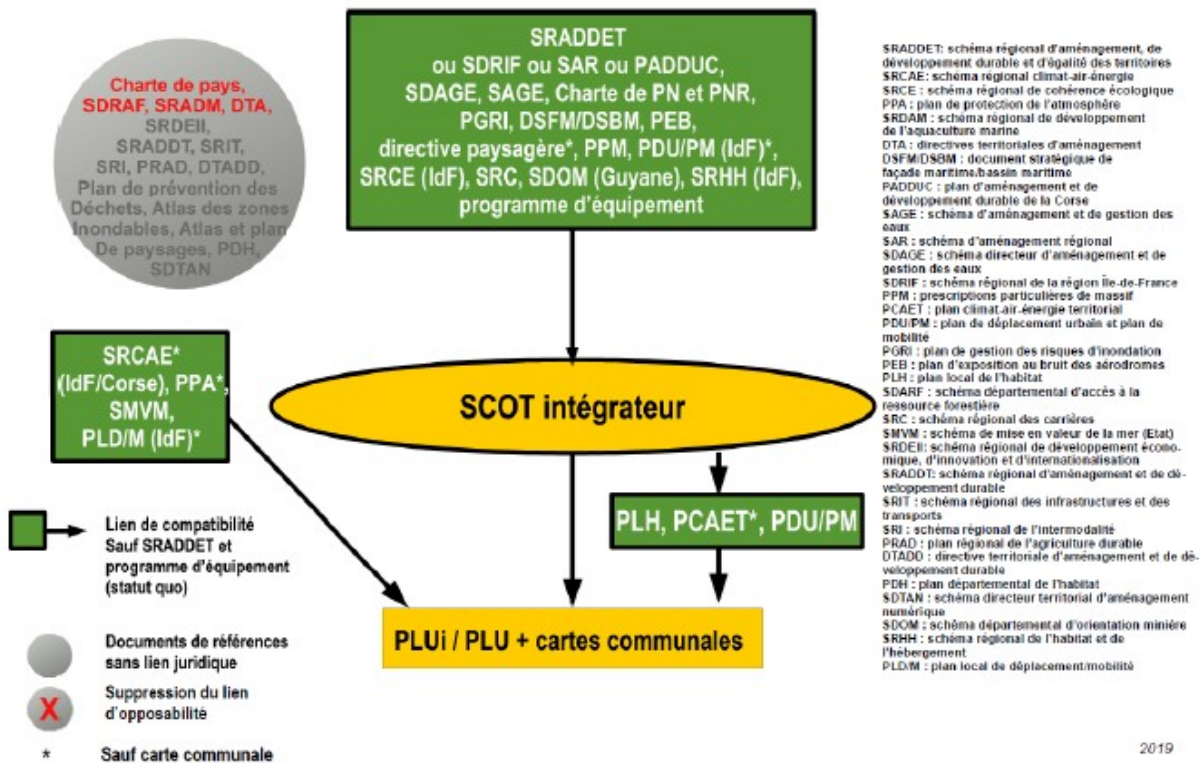 SRADDET
ou SDRIF ou SAR ou PADDUC,
SDAGE, SAGE, Charte de PN et PNR,
PGRI, DSFM/DSBM, PEB,
directive paysagère*, PPM, PDU/PM (IdF)*,
SRCE (IdF), SRC, SDOM (Guyane), SRHH (IdF),
programme d'équipement
Charte de pays,
SDRAF, SRADM, DTA,
SRDEII,
SRADDT, SRIT,
SRI, PRAD, DTADD,
Plan de prévention des
Déchets, Atlas des zones
Inondables, Atlas et plan
De paysages, PDH,
SDTAN
SRCAE*
(IdF/Corse), PPA*,
SMVM,
PLD/M (IdF)*
SCOT intégrateur
PLH, PCAET*, PDU/PM
PLUi / PLU + cartes communales
Lien de compatibilité
Sauf SRADDET et
programme d'équipement
(statut quo)
Documents de références
sans lien juridique
X
Suppression du lien
d'opposabilité
* Sauf carte communale
SRADDET: schéma régional d'aménagement, de
développement durable et d'égalité des territoires
SRCAE: schéma régional climat-air-énergie
SRCE : schéma régional de cohérence écologique
PPA : plan de protection de l'atmosphère
SRDAM : schéma régional de développement
de l'aquaculture marine
DTA : directives territoriales d'aménagement
DSFM/DSBM : document stratégique de
façade maritime/bassin maritime
PADDUC : plan d'aménagement et de
développement durable de la Corse
SAGE : schéma d'aménagement et de gestion des
eaux
SAR : schéma d'aménagement régional
SDAGE : schéma directeur d'aménagement et de
gestion des eaux
SDRIF : schéma régional de la région Île-de-France
PPM : prescriptions particulières de massif
PCAET : plan climat-air-énergie territorial
PDU/PM : plan de déplacement urbain et plan de
mobilité
PGRI : plan de gestion des risques d'inondation
PEB : plan d'exposition au bruit des aérodromes
PLH : plan local de l'habitat
SDARF : schéma départemental d'accès à la
ressource forestière
SRC : schéma régional des carrières
SMVM : schéma de mise en valeur de la mer (Etat)
SRDEII: schéma régional de développement écono-
mique, d'innovation et d'internationalisation
SRADDT: schéma régional d'aménagement et de dé-
veloppement durable
SRIT : schéma régional des infrastructures et des
transports
SRI : schéma régional de l'intermodalité
PRAD : plan régional de l'agriculture durable
DTADD : directive territoriale d'aménagement et de dé-
veloppement durable
PDH : plan départemental de l'habitat
SDTAN : schéma directeur territorial d'aménagement
numérique
SDOM : schéma départemental d'orientation minière
SRHH : schéma régional de l'habitat et de
l'hébergement
PLD/M : plan local de déplacement/mobilité
2019